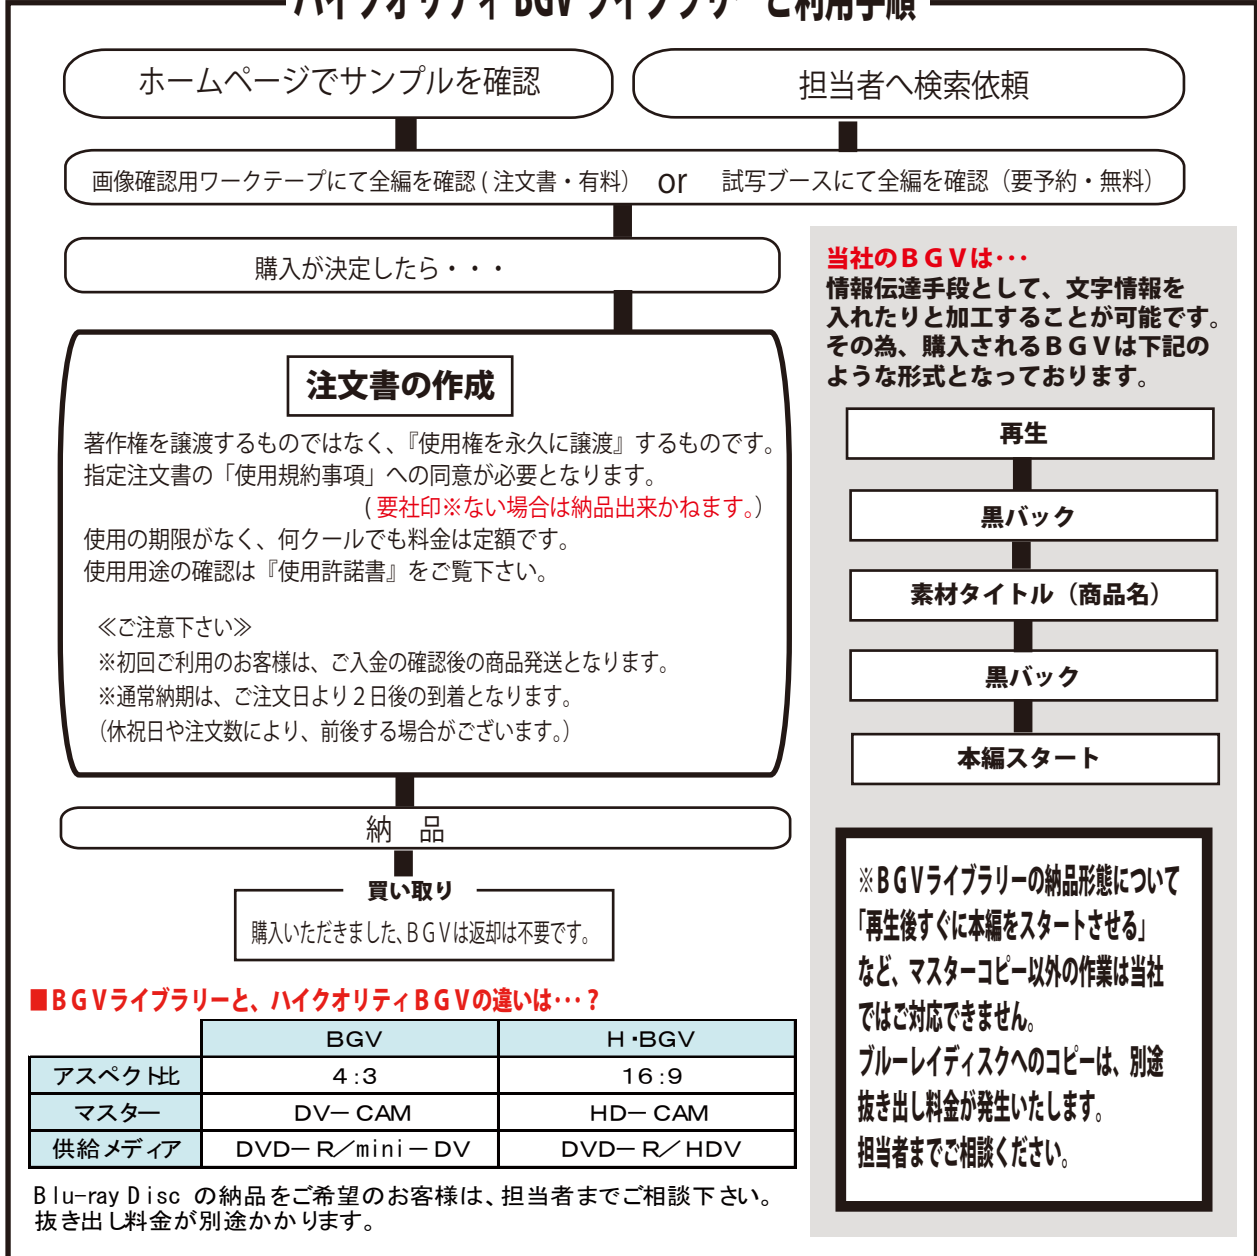 ハイクオリティ BGV ライブラリーご利用手順
ホームページでサンプルを確認
担当者へ検索依頼
画像確認用ワークテープにて全編を確認 ( 注文書・有料) or 試写ブースにて全編を確認（要予約・無料）
購入が決定したら・・・
注文書の作成
著作権を譲渡するものではなく、『使用権を永久に譲渡』するものです。
指定注文書の「使用規約事項」への同意が必要となります。
( 要社印※ない場合は納品出来かねます。)
使用の期限がなく、何クールでも料金は定額です。
使用用途の確認は『使用許諾書』をご覧下さい。
≪ご注意下さい≫
※初回ご利用のお客様は、ご入金の確認後の商品発送となります。
※通常納期は、ご注文日より２日後の到着となります。
(休祝日や注文数により、前後する場合がございます。)
納　品
買い取り
購入いただきました、ＢＧＶは返却は不要です。
当社のＢＧＶは･･･
情報伝達手段として、文字情報を
入れたりと加工することが可能です。
その為、購入されるＢＧＶは下記の
ような形式となっております。
再生
黒バック
素材タイトル（商品名）
黒バック
本編スタート
※ＢＧＶライブラリーの納品形態について
「再生後すぐに本編をスタートさせる」
など、マスターコピー以外の作業は当社
ではご対応できません。
ブルーレイディスクへのコピーは、別途
抜き出し料金が発生いたします。
担当者までご相談ください。
■ＢＧＶライブラリーと、ハイクオリティＢＧＶの違いは･･･？
BGV H・BGV
アスペクト比 4:3 16:9
マスター DV－CAM HD－CAM
供給メディア DVD－R／mini－DV DVD－R／HDV
Blu-ray Disc の納品をご希望のお客様は、担当者までご相談下さい。
抜き出し料金が別途かかります。